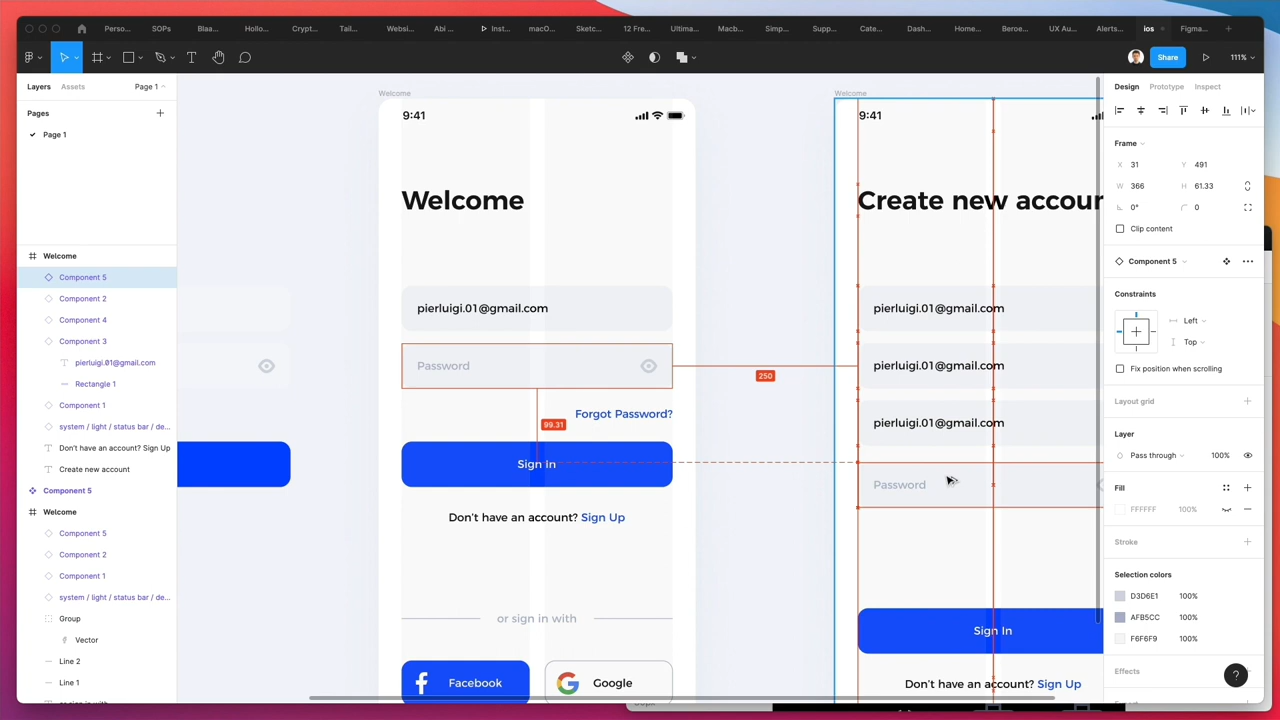 Perso...
SOPs
Blaa...
Hollo...
Crypt...
Tail...
Websi...
Abi ...
Inst...
macO...
Sketc...
12 Free...
Ultima...
Macb...
Simp...
Supp...
Cate...
Dash...
Home...
Beroe...
UX Au...
Alerts...
ios
Figma...
Share
111%
Layers
Assets
Page 1
Pages
Page 1
Welcome
Component 5
Component 2
Component 4
Component 3
pierluigi.01@gmail.com
Rectangle 1
Component 1
system / light / status bar / de...
Don't have an account? Sign Up
Create new account
Component 5
Welcome
Component 5
Component 2
Component 1
system / light / status bar / de...
Group
Vector
Line 2
Line 1
Welcome
9:41
Welcome
pierluigi.01@gmail.com
Password
Forgot Password?
99.31
Sign In
Don't have an account? Sign Up
or sign in with
Facebook
Google
250
Welcome
9:41
Create new accour
pierluigi.01@gmail.com
pierluigi.01@gmail.com
pierluigi.01@gmail.com
Password
Sign In
Don't have an account? Sign Up
Design
Prototype
Inspect
Frame
X 31 Y 491
W 366 H 61.33
0° 0
Clip content
Component 5
Constraints
Left
Top
Fix position when scrolling
Layout grid
Layer
Pass through 100%
Fill
FFFFFF 100%
Stroke
Selection colors
D3D6E1 100%
AFB5CC 100%
F6F6F9 100%
Effects
?